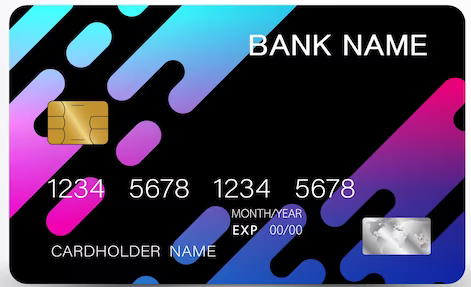 BANK NAME
1234 5678 1234 5678
MONTH/YEAR
EXP 00/00
CARDHOLDER NAME